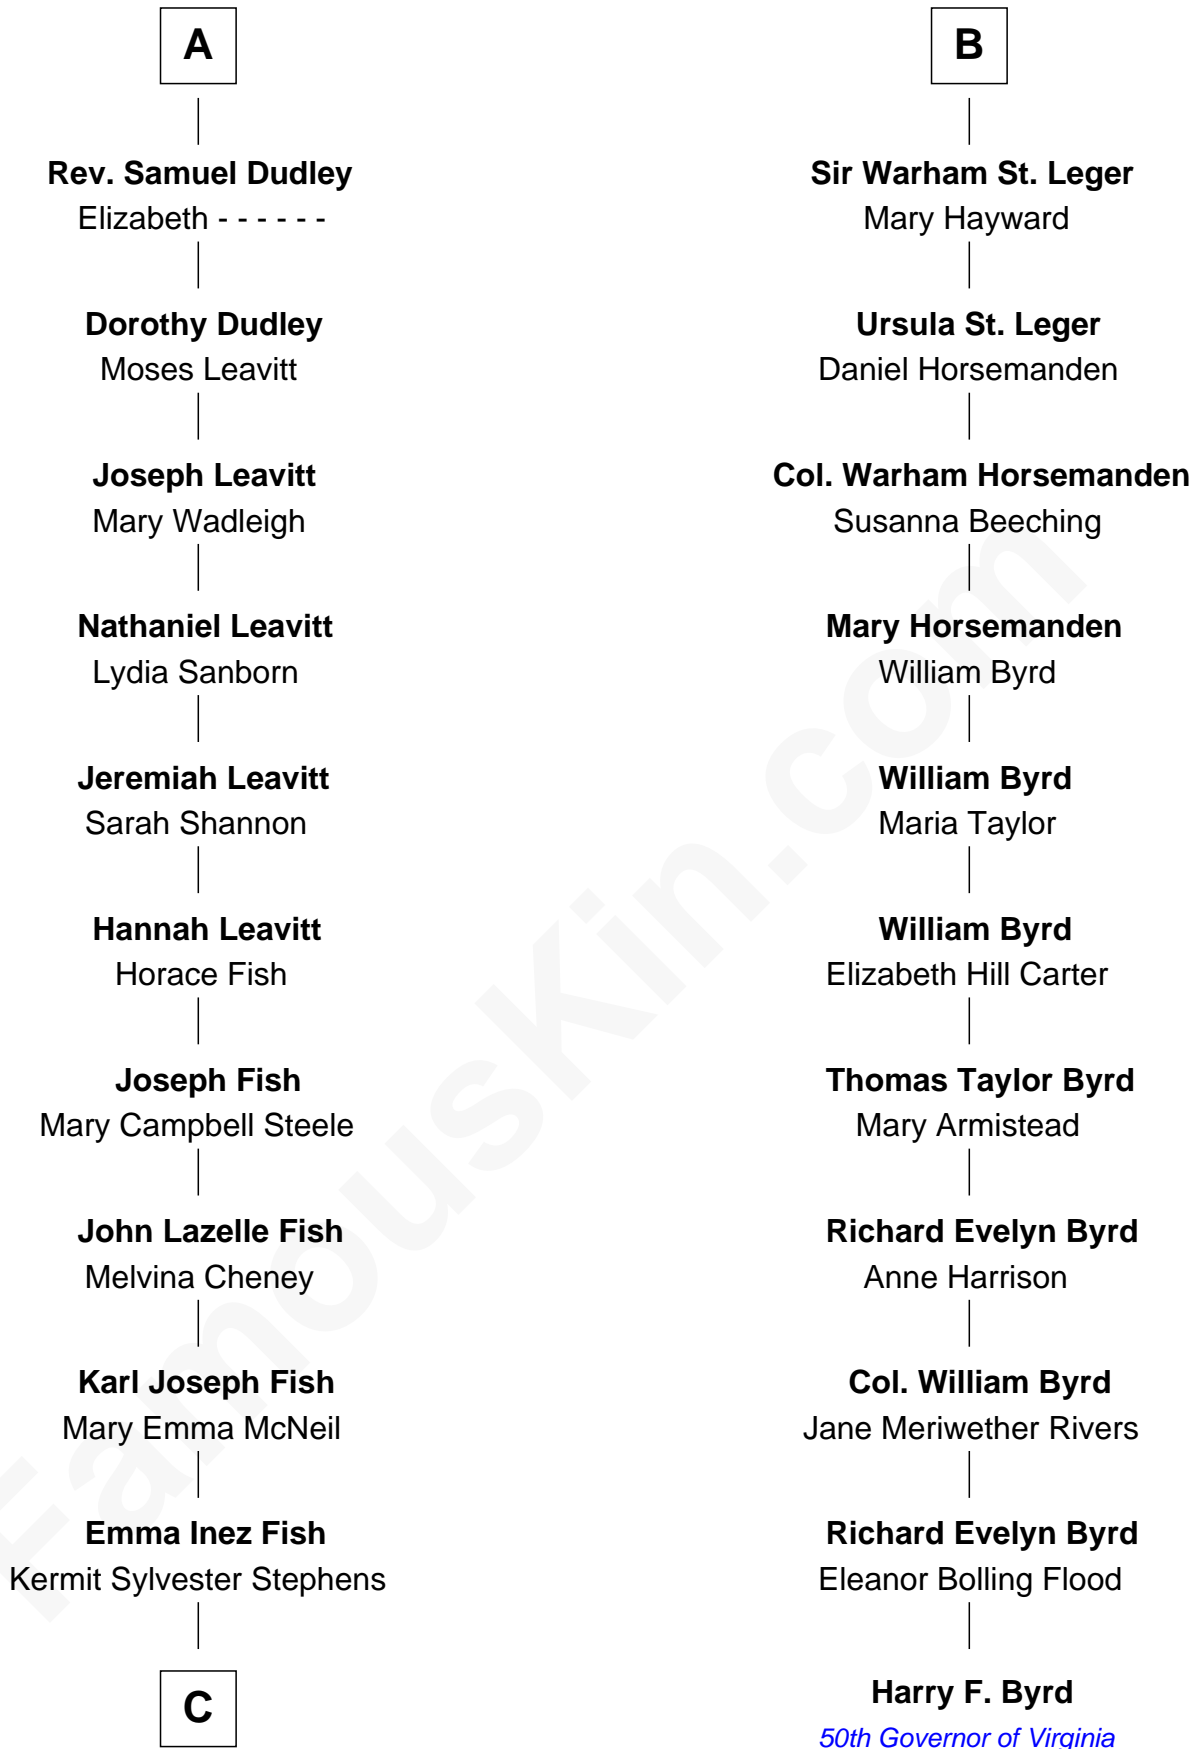 A
Rev. Samuel Dudley
Elizabeth - - - - - -
Dorothy Dudley
Moses Leavitt
Joseph Leavitt
Mary Wadleigh
Nathaniel Leavitt
Lydia Sanborn
Jeremiah Leavitt
Sarah Shannon
Hannah Leavitt
Horace Fish
Joseph Fish
Mary Campbell Steele
John Lazelle Fish
Melvina Cheney
Karl Joseph Fish
Mary Emma McNeil
Emma Inez Fish
Kermit Sylvester Stephens
C
B
Sir Warham St. Leger
Mary Hayward
Ursula St. Leger
Daniel Horsemanden
Col. Warham Horsemanden
Susanna Beeching
Mary Horsemanden
William Byrd
William Byrd
Maria Taylor
William Byrd
Elizabeth Hill Carter
Thomas Taylor Byrd
Mary Armistead
Richard Evelyn Byrd
Anne Harrison
Col. William Byrd
Jane Meriwether Rivers
Richard Evelyn Byrd
Eleanor Bolling Flood
Harry F. Byrd
50th Governor of Virginia
FamousKin.com